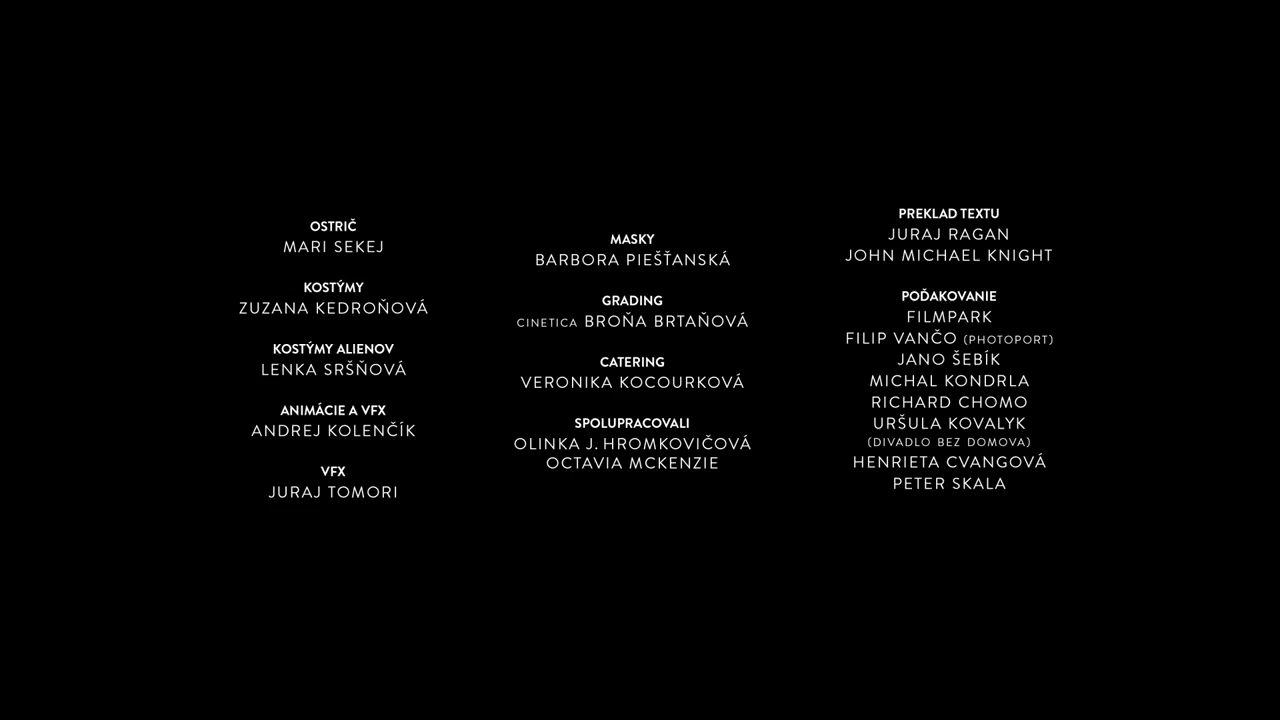 OSTRIČ
MARI SEKEJ
KOSTÝMY
ZUZANA KEDROŇOVÁ
KOSTÝMY ALIENOV
LENKA SRŠŇOVÁ
ANIMÁCIE A VFX
ANDREJ KOLENČÍK
VFX
JURAJ TOMORI
MASKY
BARBORA PIEŠŤANSKÁ
GRADING
CINETICA BROŇA BRTAŇOVÁ
CATERING
VERONIKA KOCOURKOVÁ
SPOLUPRACOVALI
OLINKA J. HROMKOVIČOVÁ
OCTAVIA MCKENZIE
PREKLAD TEXTU
JURAJ RAGAN
JOHN MICHAEL KNIGHT
POĎAKOVANIE
FILMPARK
FILIP VANČO (PHOTOPORT)
JANO ŠEBÍK
MICHAL KONDRLA
RICHARD CHOMO
URŠULA KOVALYK
(DIVADLO BEZ DOMOVA)
HENRIETA CVANGOVÁ
PETER SKALA